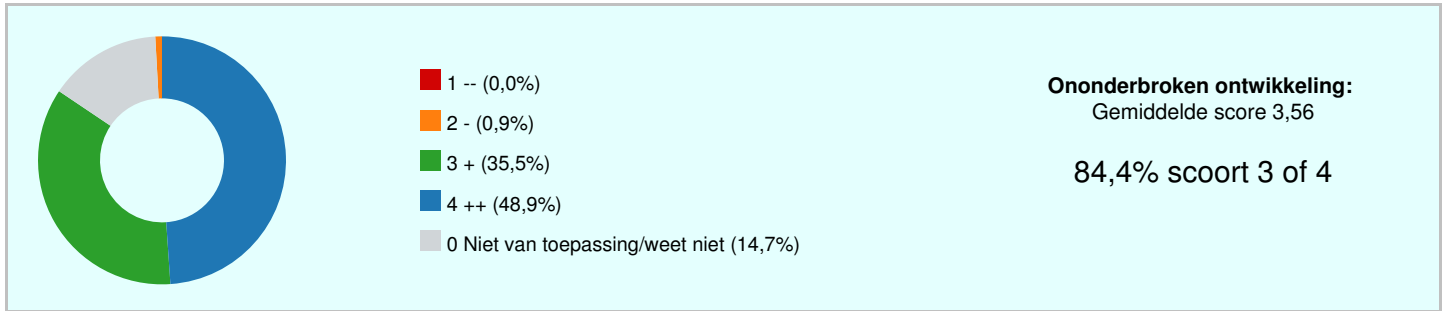 1 -- (0,0%)
2 - (0,9%)
3 + (35,5%)
4 ++ (48,9%)
0 Niet van toepassing/weet niet (14,7%)
Ononderbroken ontwikkeling:
Gemiddelde score 3,56
84,4% scoort 3 of 4